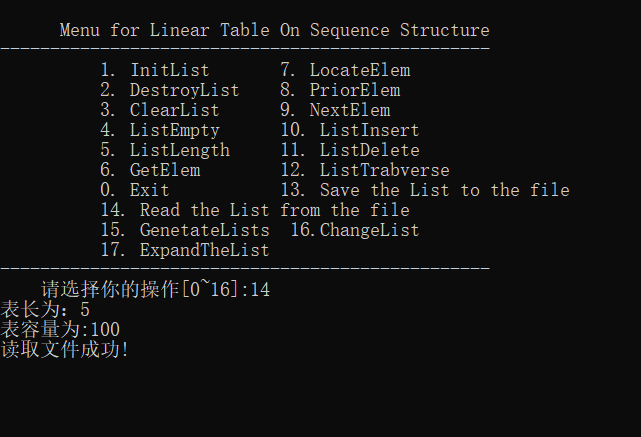 Menu for Linear Table On Sequence Structure
-------------------------------------------------
1. InitList 7. LocateElem
2. DestroyList 8. PriorElem
3. ClearList 9. NextElem
4. ListEmpty 10. ListInsert
5. ListLength 11. ListDelete
6. GetElem 12. ListTrabverse
0. Exit 13. Save the List to the file
14. Read the List from the file
15. GenetateLists 16.ChangeList
17. ExpandTheList
-------------------------------------------------
请选择你的操作[0~16]:14
表长为：5
表容量为:100
读取文件成功!